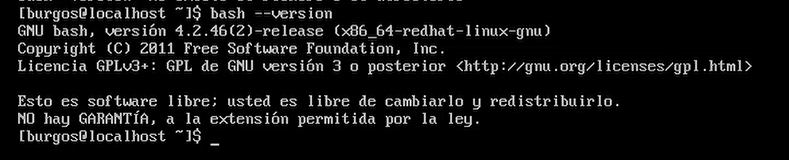 [burgos@localhost ~]$ bash --version
GNU bash, versión 4.2.46(2)-release (x86_64-redhat-linux-gnu)
Copyright (C) 2011 Free Software Foundation, Inc.
Licencia GPLv3+: GPL de GNU versión 3 o posterior <http://gnu.org/licenses/gpl.html>
Esto es software libre; usted es libre de cambiarlo y redistribuirlo.
NO hay GARANTÍA, a la extensión permitida por la ley.
[burgos@localhost ~]$ _